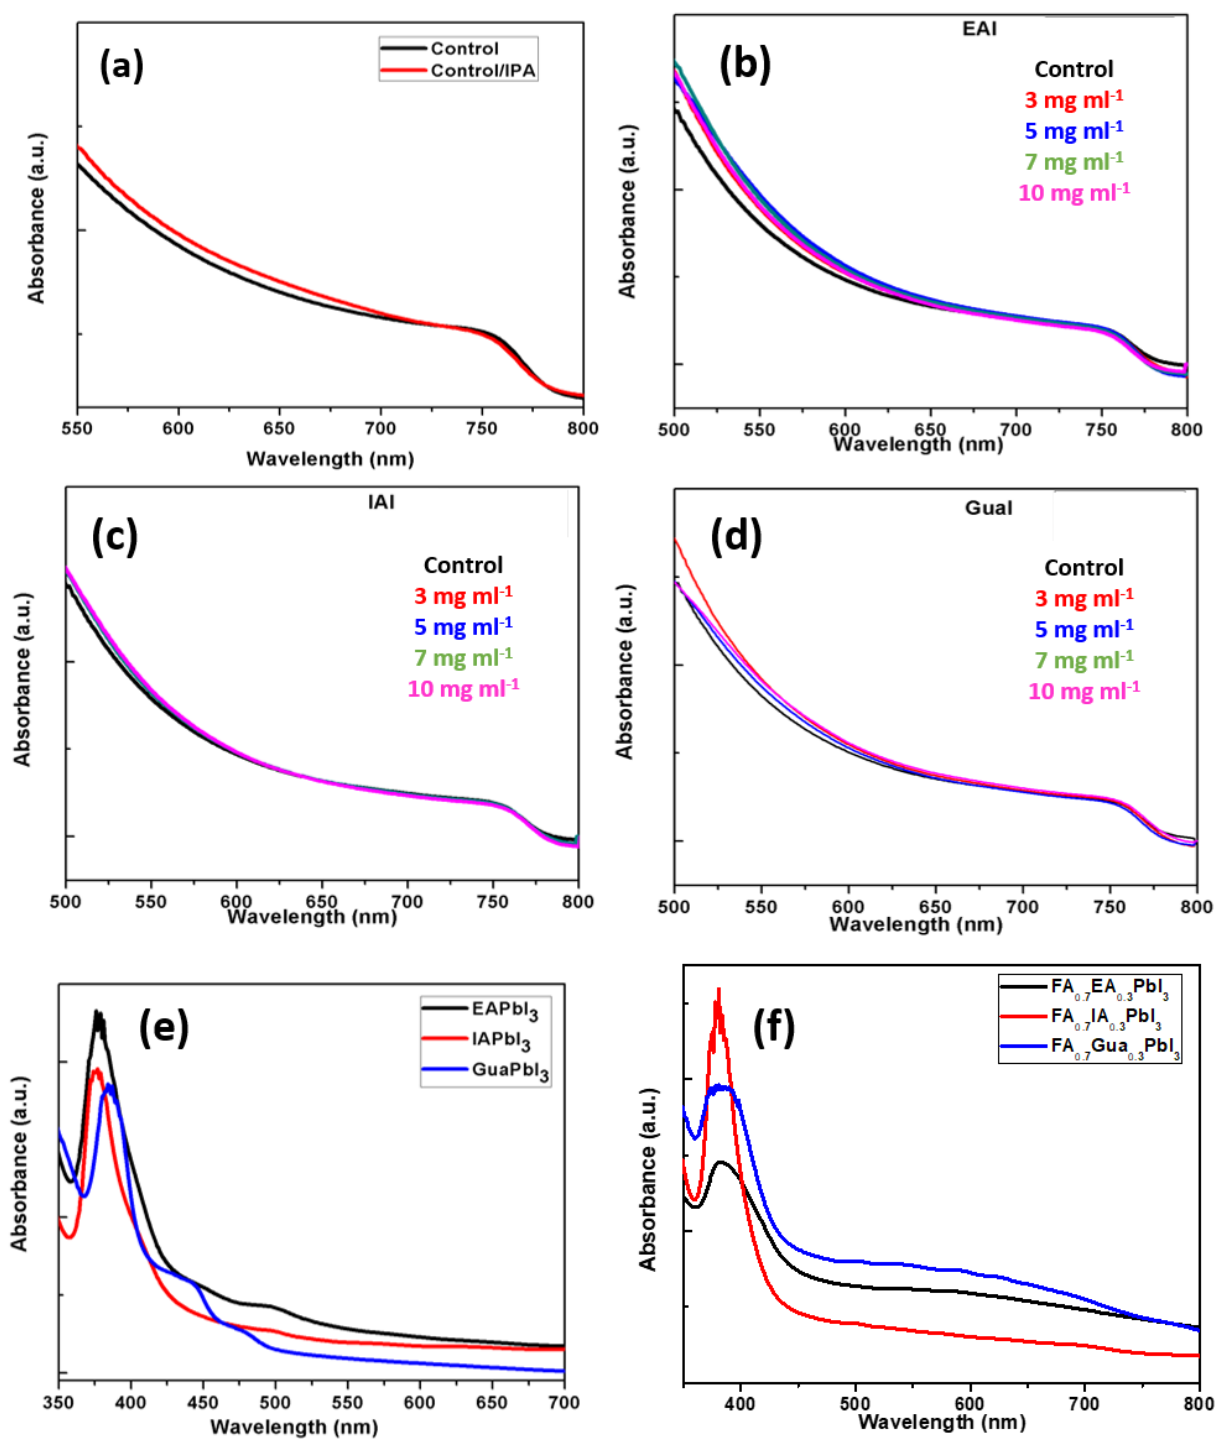 (a)
Control
Control/IPA
Absorbance (a.u.)
550 600 650 700 750 800
Wavelength (nm)
(b)
EAI
Control
3 mg ml-1
5 mg ml-1
7 mg ml-1
10 mg ml-1
Absorbance (a.u.)
500 550 600 650 700 750 800
Wavelength (nm)
(c)
IAI
Control
3 mg ml-1
5 mg ml-1
7 mg ml-1
10 mg ml-1
Absorbance (a.u.)
500 550 600 650 700 750 800
Wavelength (nm)
(d)
GuaI
Control
3 mg ml-1
5 mg ml-1
7 mg ml-1
10 mg ml-1
Absorbance (a.u.)
500 550 600 650 700 750 800
Wavelength (nm)
(e)
EAPbI3
IAPbI3
GuaPbI3
Absorbance (a.u.)
350 400 450 500 550 600 650 700
Wavelength (nm)
(f)
FA0.7EA0.3PbI3
FA0.7IA0.3PbI3
FA0.7Gua0.3PbI3
Absorbance (a.u.)
400 500 600 700 800
Wavelength (nm)